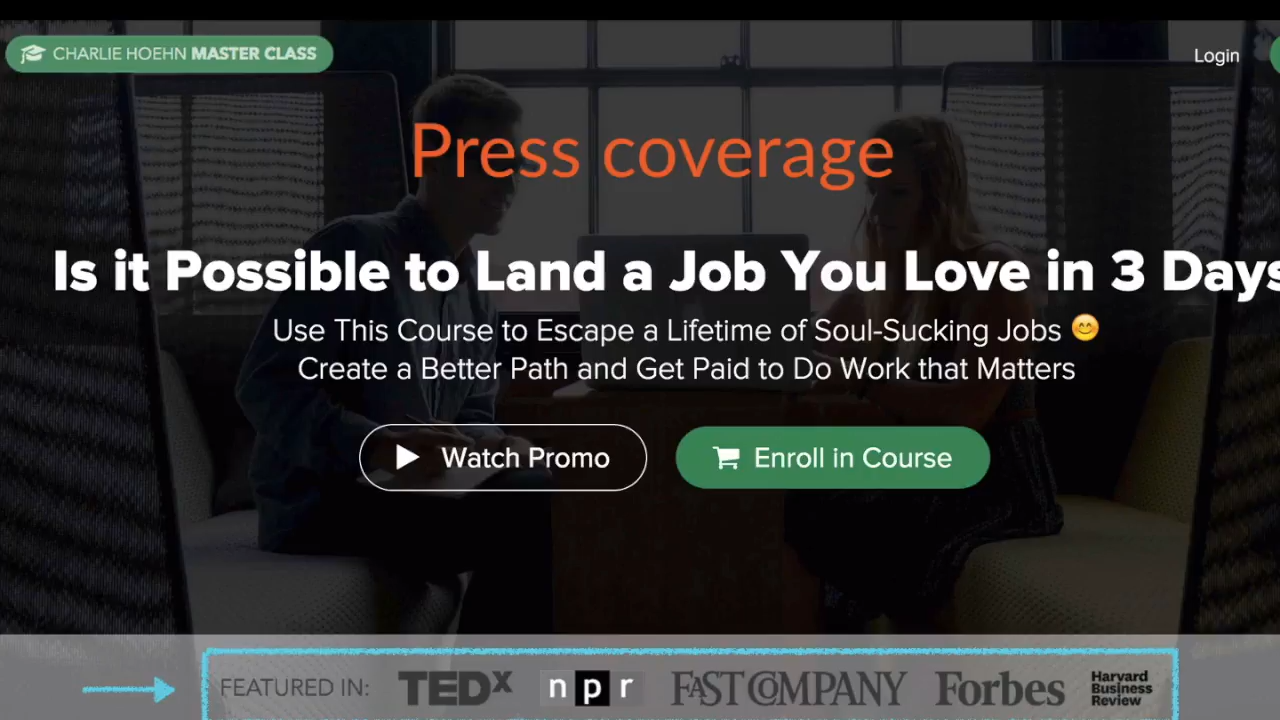 CHARLIE HOEHN MASTER CLASS
Login
Press coverage
Is it Possible to Land a Job You Love in 3 Days
Use This Course to Escape a Lifetime of Soul-Sucking Jobs 😊
Create a Better Path and Get Paid to Do Work that Matters
Watch Promo
Enroll in Course
FEATURED IN: TEDx npr FAST COMPANY Forbes Harvard
Business
Review